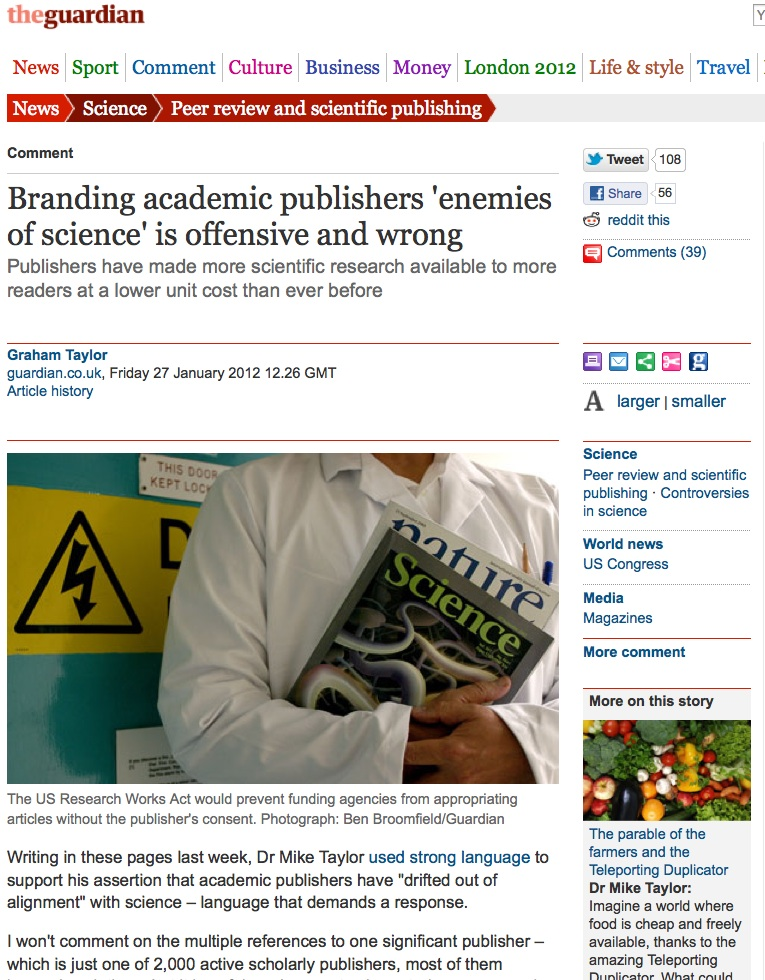 theguardian
Y
News
Sport
Comment
Culture
Business
Money
London 2012
Life & style
Travel
News
Science
Peer review and scientific publishing
Comment
Branding academic publishers 'enemies
of science' is offensive and wrong
Publishers have made more scientific research available to more
readers at a lower unit cost than ever before
Graham Taylor
guardian.co.uk, Friday 27 January 2012 12.26 GMT
Article history
THIS DOOR
KEPT LOCK
D
nature
Science
The US Research Works Act would prevent funding agencies from appropriating
articles without the publisher's consent. Photograph: Ben Broomfield/Guardian
Writing in these pages last week, Dr Mike Taylor used strong language to
support his assertion that academic publishers have "drifted out of
alignment" with science – language that demands a response.
I won't comment on the multiple references to one significant publisher –
which is just one of 2,000 active scholarly publishers, most of them
Tweet 108
f Share 56
reddit this
Comments (39)
g
A larger | smaller
Science
Peer review and scientific
publishing · Controversies
in science
World news
US Congress
Media
Magazines
More comment
More on this story
The parable of the
farmers and the
Teleporting Duplicator
Dr Mike Taylor:
Imagine a world where
food is cheap and freely
available, thanks to the
amazing Teleporting
Duplicator. What could